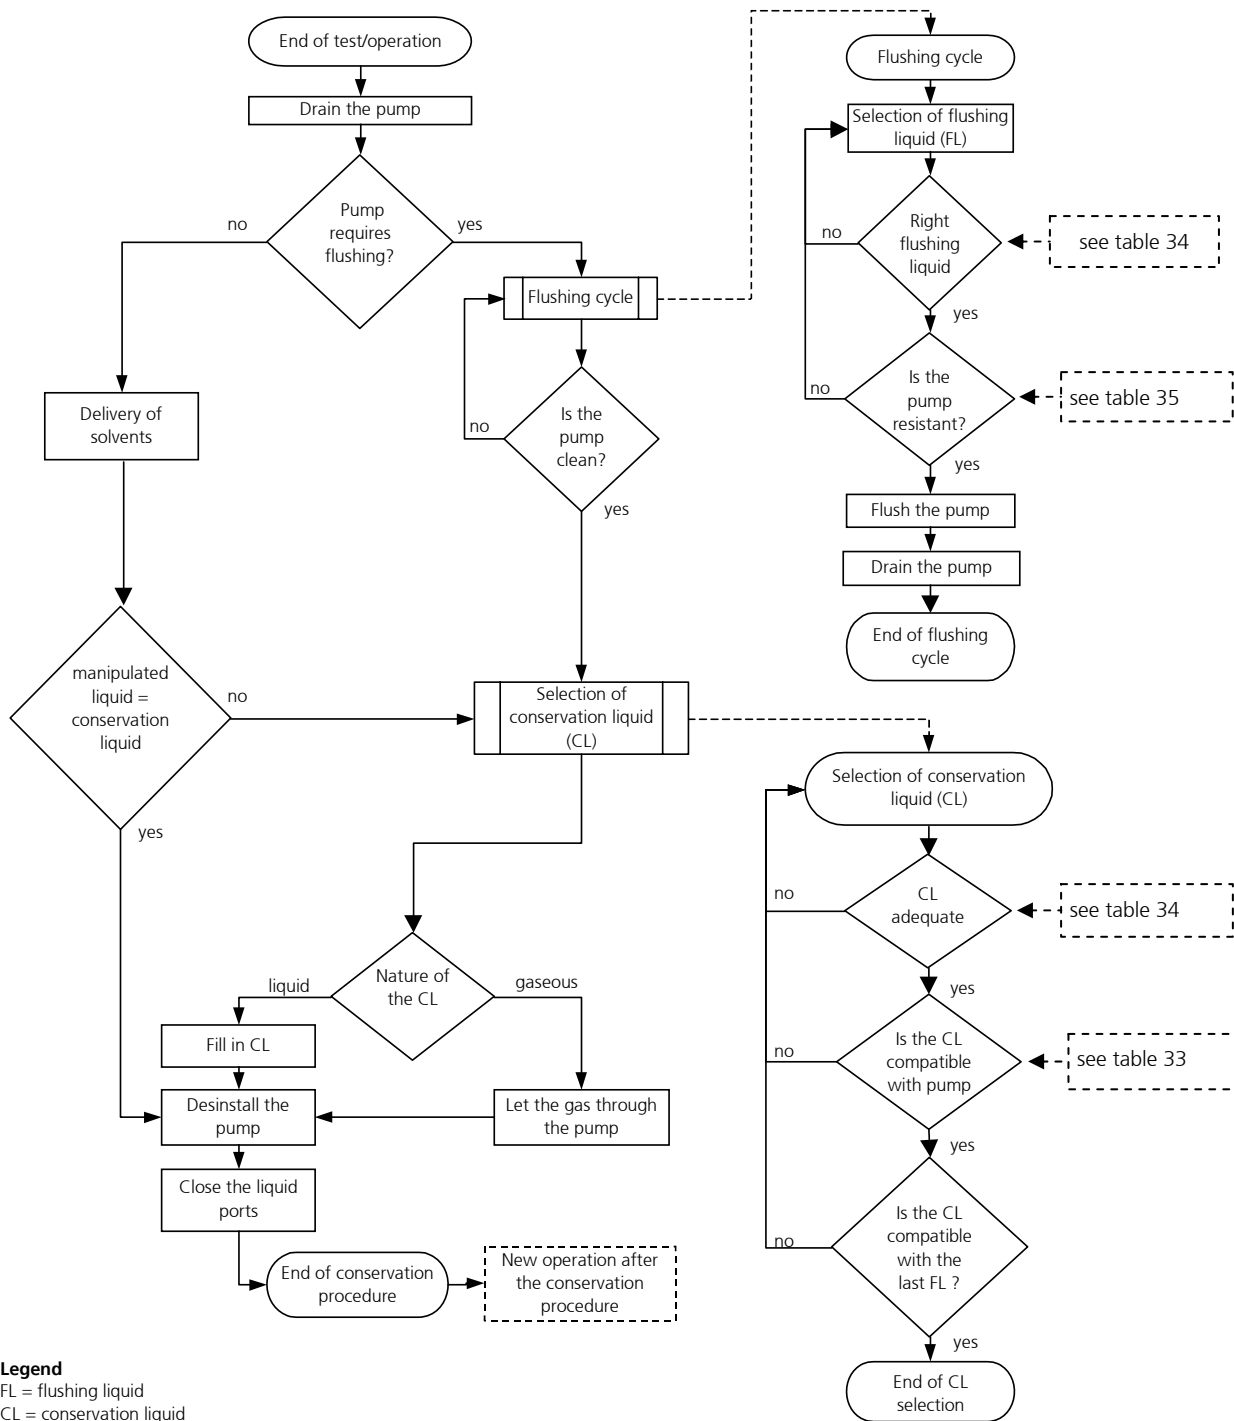 End of test/operation
Drain the pump
Pump
requires
flushing?
no
yes
Flushing cycle
Is the
pump
clean?
no
yes
Delivery of
solvents
manipulated
liquid =
conservation
liquid
no
yes
Selection of
conservation liquid
(CL)
Nature of
the CL
liquid
gaseous
Fill in CL
Let the gas through
the pump
Desinstall the
pump
Close the liquid
ports
End of conservation
procedure
New operation after
the conservation
procedure
Flushing cycle
Selection of flushing
liquid (FL)
Right
flushing
liquid
no
see table 34
yes
Is the
pump
resistant?
no
see table 35
yes
Flush the pump
Drain the pump
End of flushing
cycle
Selection of conservation
liquid (CL)
CL
adequate
no
see table 34
yes
Is the CL
compatible
with pump
no
see table 33
yes
Is the CL
compatible
with the
last FL ?
no
yes
End of CL
selection
Legend
FL = flushing liquid
CL = conservation liquid